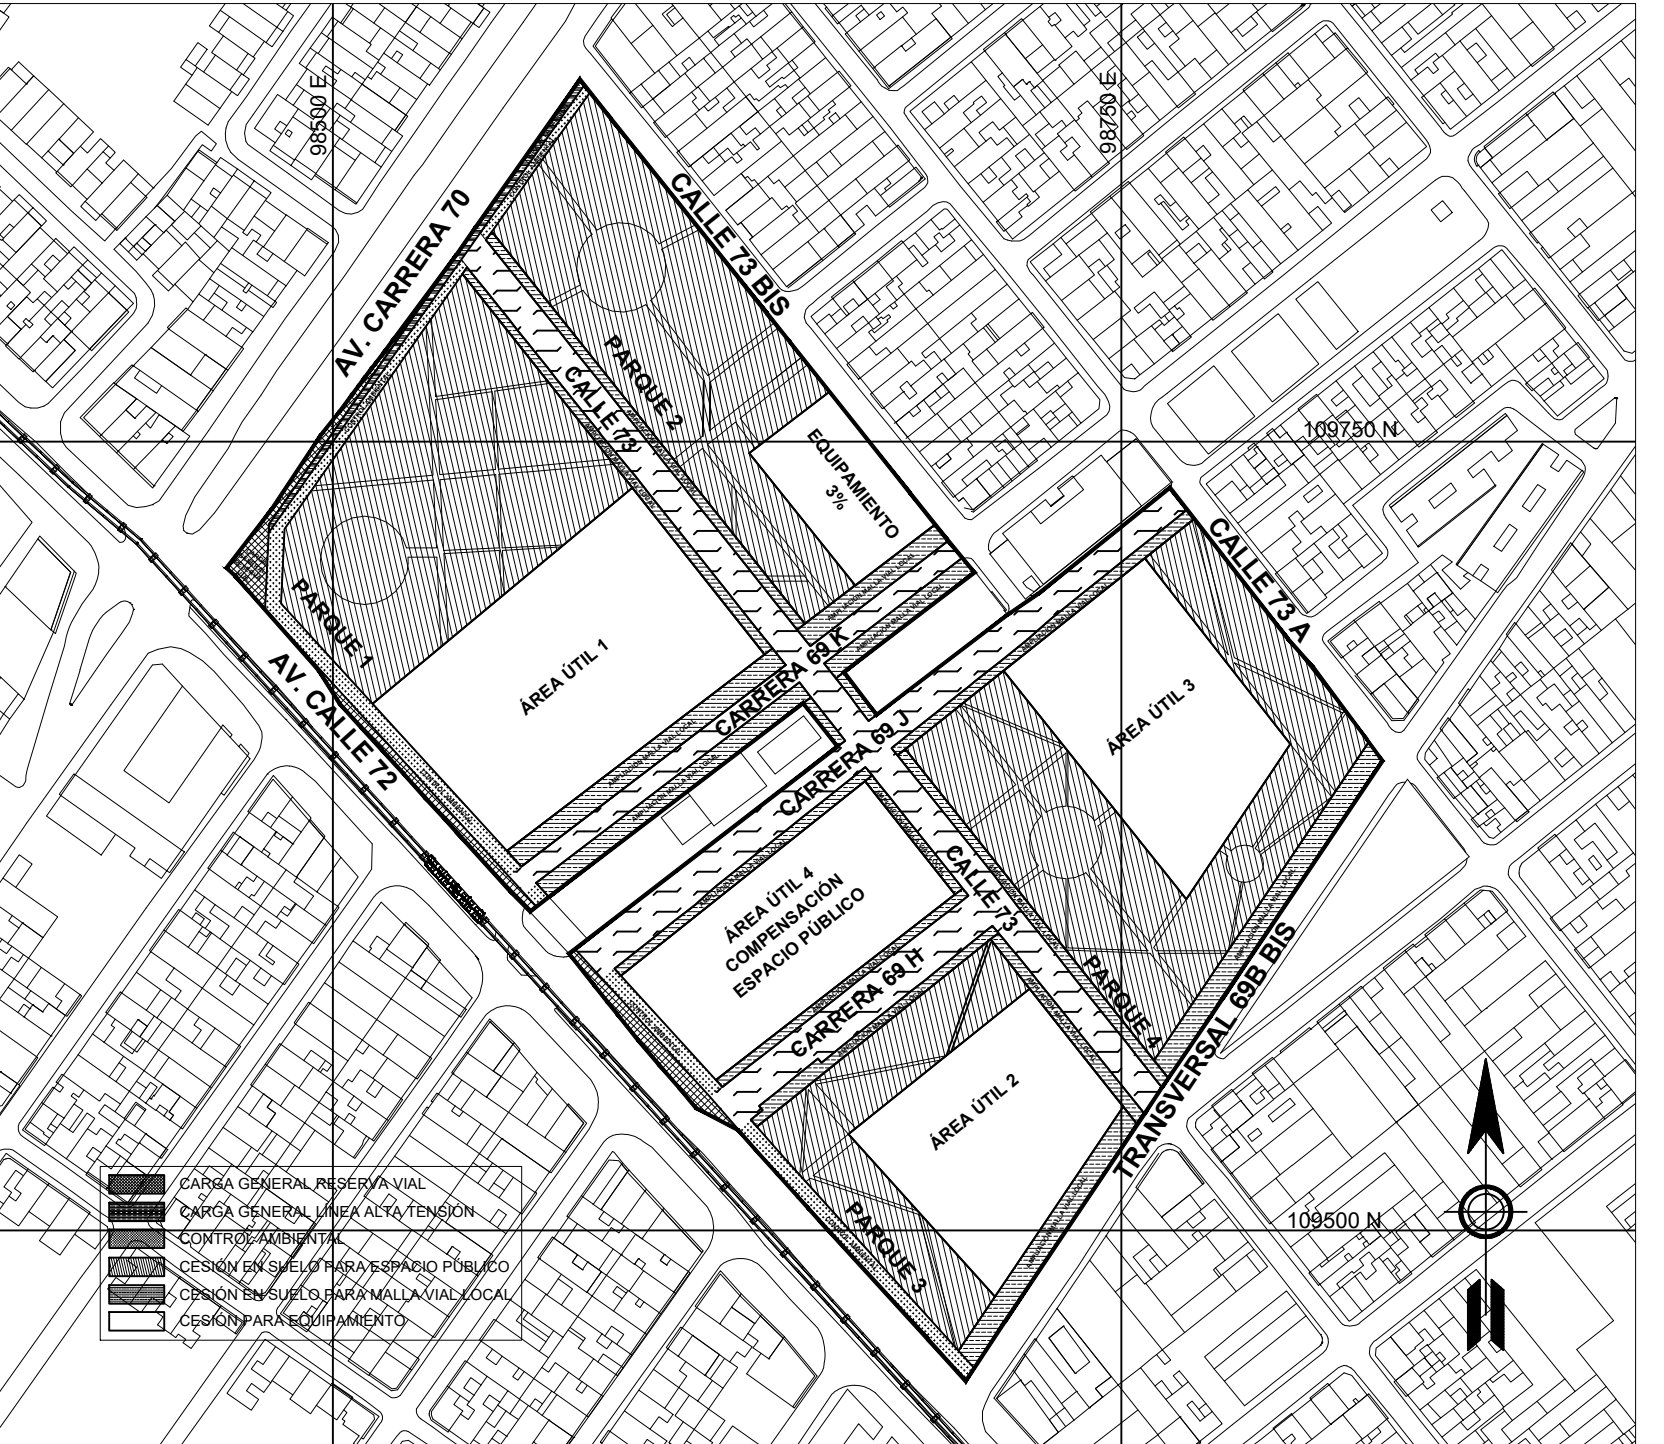 98500 E
98750 E
AV. CARRERA 70
CALLE 73 BIS
PARQUE 2
CALLE 73
109750 N
EQUIPAMIENTO
3%
CALLE 73 A
PARQUE 1
ÁREA ÚTIL 1
CARRERA 69 K
AV. CALLE 72
ÁREA ÚTIL 3
CARRERA 69 J
CALLE 73
ÁREA ÚTIL 4
COMPENSACIÓN
ESPACIO PÚBLICO
CARRERA 69 H
PARQUE 4
TRANSVERSAL 69B BIS
ÁREA ÚTIL 2
PARQUE 3
109500 N
CARGA GENERAL RESERVA VIAL
CARGA GENERAL LÍNEA ALTA TENSIÓN
CONTROL AMBIENTAL
CESIÓN EN SUELO PARA ESPACIO PÚBLICO
CESIÓN EN SUELO PARA MALLA VIAL LOCAL
CESIÓN PARA EQUIPAMIENTO